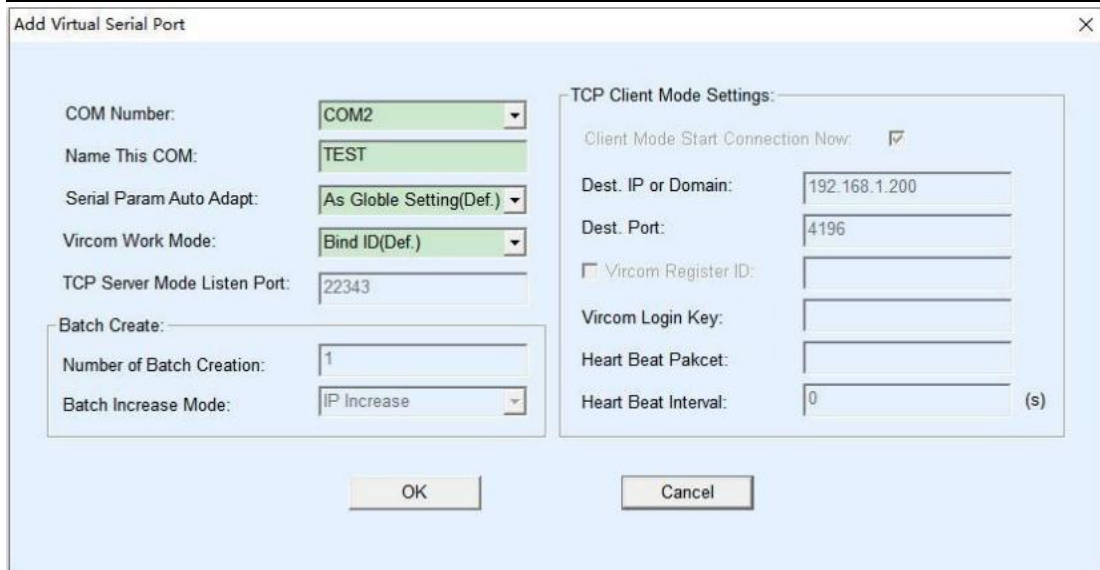 Add Virtual Serial Port
COM Number: COM2
Name This COM: TEST
Serial Param Auto Adapt: As Globle Setting(Def.)
Vircom Work Mode: Bind ID(Def.)
TCP Server Mode Listen Port: 22343
Batch Create:
Number of Batch Creation: 1
Batch Increase Mode: IP Increase
TCP Client Mode Settings:
Client Mode Start Connection Now:
Dest. IP or Domain: 192.168.1.200
Dest. Port: 4196
Vircom Register ID:
Vircom Login Key:
Heart Beat Pakcet:
Heart Beat Interval: 0 (s)
OK Cancel